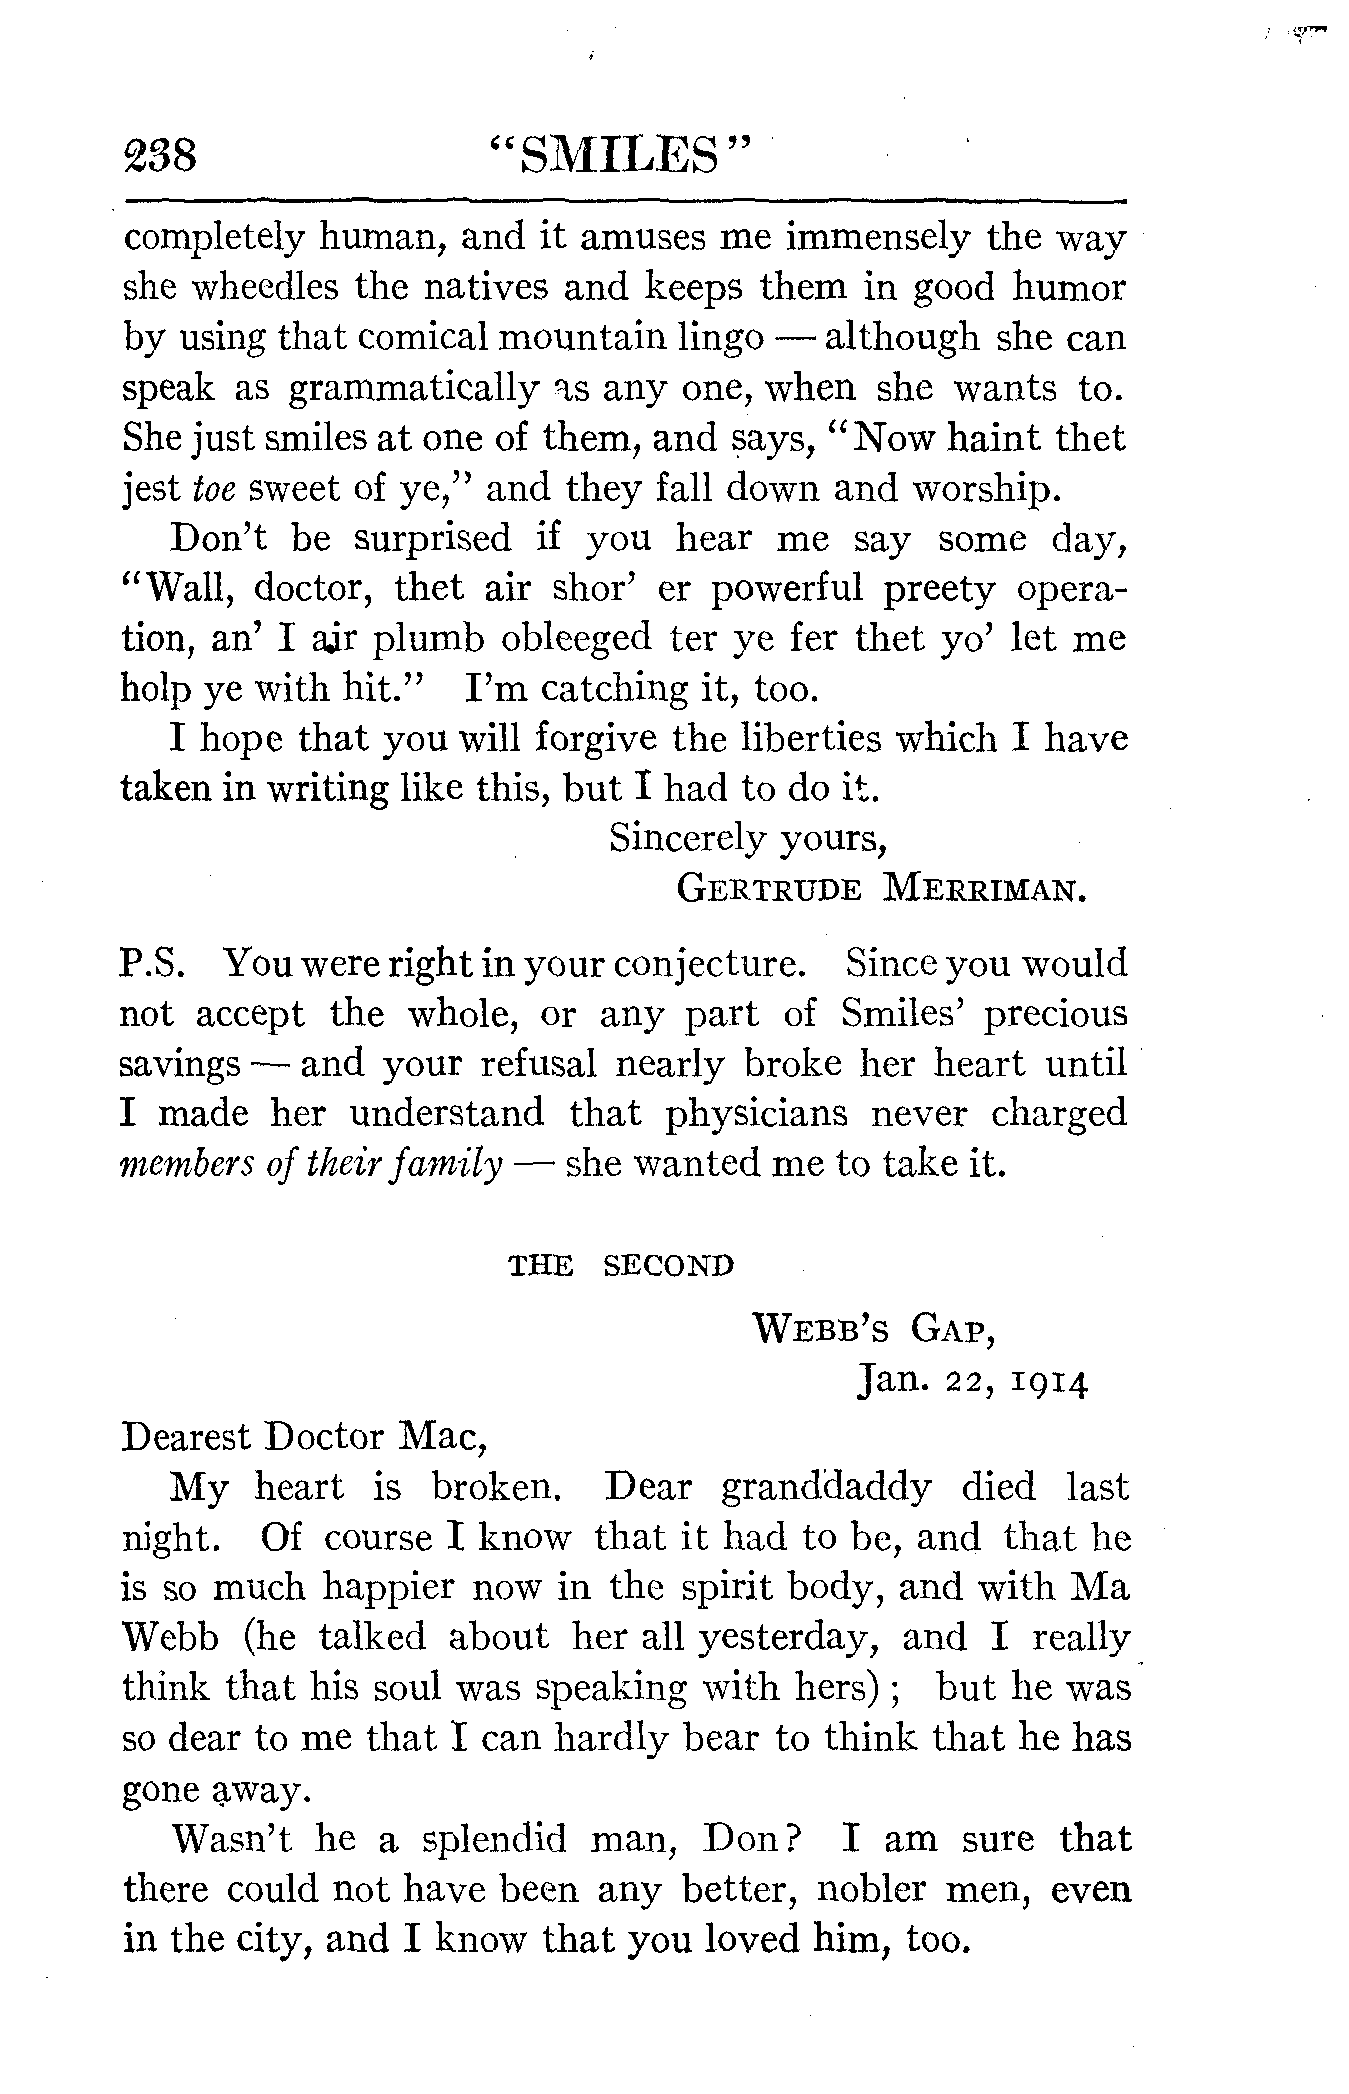 238 "SMILES"
completely human, and it amuses me immensely the way
she wheedles the natives and keeps them in good humor
by using that comical mountain lingo — although she can
speak as grammatically as any one, when she wants to.
She just smiles at one of them, and says, "Now haint thet
jest toe sweet of ye," and they fall down and worship.
Don't be surprised if you hear me say some day,
"Wall, doctor, thet air shor' er powerful preety opera-
tion, an' I air plumb obleeged ter ye fer thet yo' let me
holp ye with hit." I'm catching it, too.
I hope that you will forgive the liberties which I have
taken in writing like this, but I had to do it.
Sincerely yours,
GERTRUDE MERRIMAN.
P.S. You were right in your conjecture. Since you would
not accept the whole, or any part of Smiles' precious
savings — and your refusal nearly broke her heart until
I made her understand that physicians never charged
members of their family — she wanted me to take it.
THE SECOND
WEBB'S GAP,
Jan. 22, 1914
Dearest Doctor Mac,
My heart is broken. Dear granddaddy died last
night. Of course I know that it had to be, and that he
is so much happier now in the spirit body, and with Ma
Webb (he talked about her all yesterday, and I really
think that his soul was speaking with hers); but he was
so dear to me that I can hardly bear to think that he has
gone away.
Wasn't he a splendid man, Don? I am sure that
there could not have been any better, nobler men, even
in the city, and I know that you loved him, too.